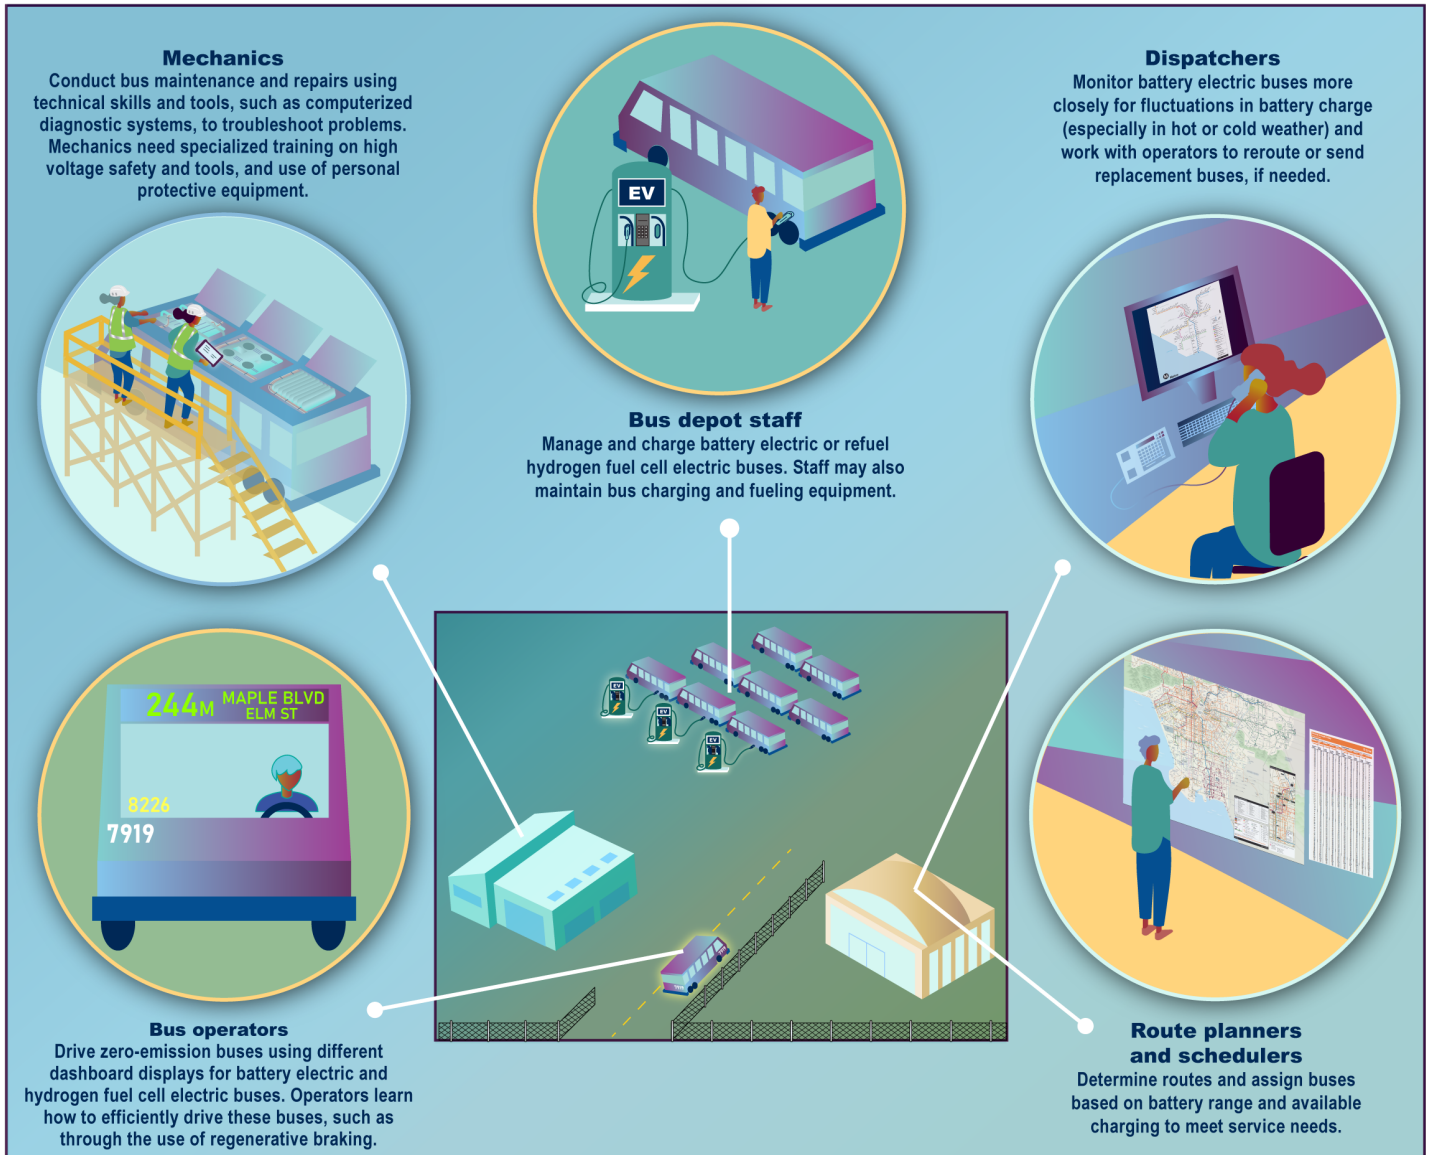 Mechanics
Conduct bus maintenance and repairs using
technical skills and tools, such as computerized
diagnostic systems, to troubleshoot problems.
Mechanics need specialized training on high
voltage safety and tools, and use of personal
protective equipment.
EV
Bus depot staff
Manage and charge battery electric or refuel
hydrogen fuel cell electric buses. Staff may also
maintain bus charging and fueling equipment.
Dispatchers
Monitor battery electric buses more
closely for fluctuations in battery charge
(especially in hot or cold weather) and
work with operators to reroute or send
replacement buses, if needed.
EV
EV
EV
244M MAPLE BLVD
ELM ST
8226
7919
Bus operators
Drive zero-emission buses using different
dashboard displays for battery electric and
hydrogen fuel cell electric buses. Operators learn
how to efficiently drive these buses, such as
through the use of regenerative braking.
Route planners
and schedulers
Determine routes and assign buses
based on battery range and available
charging to meet service needs.